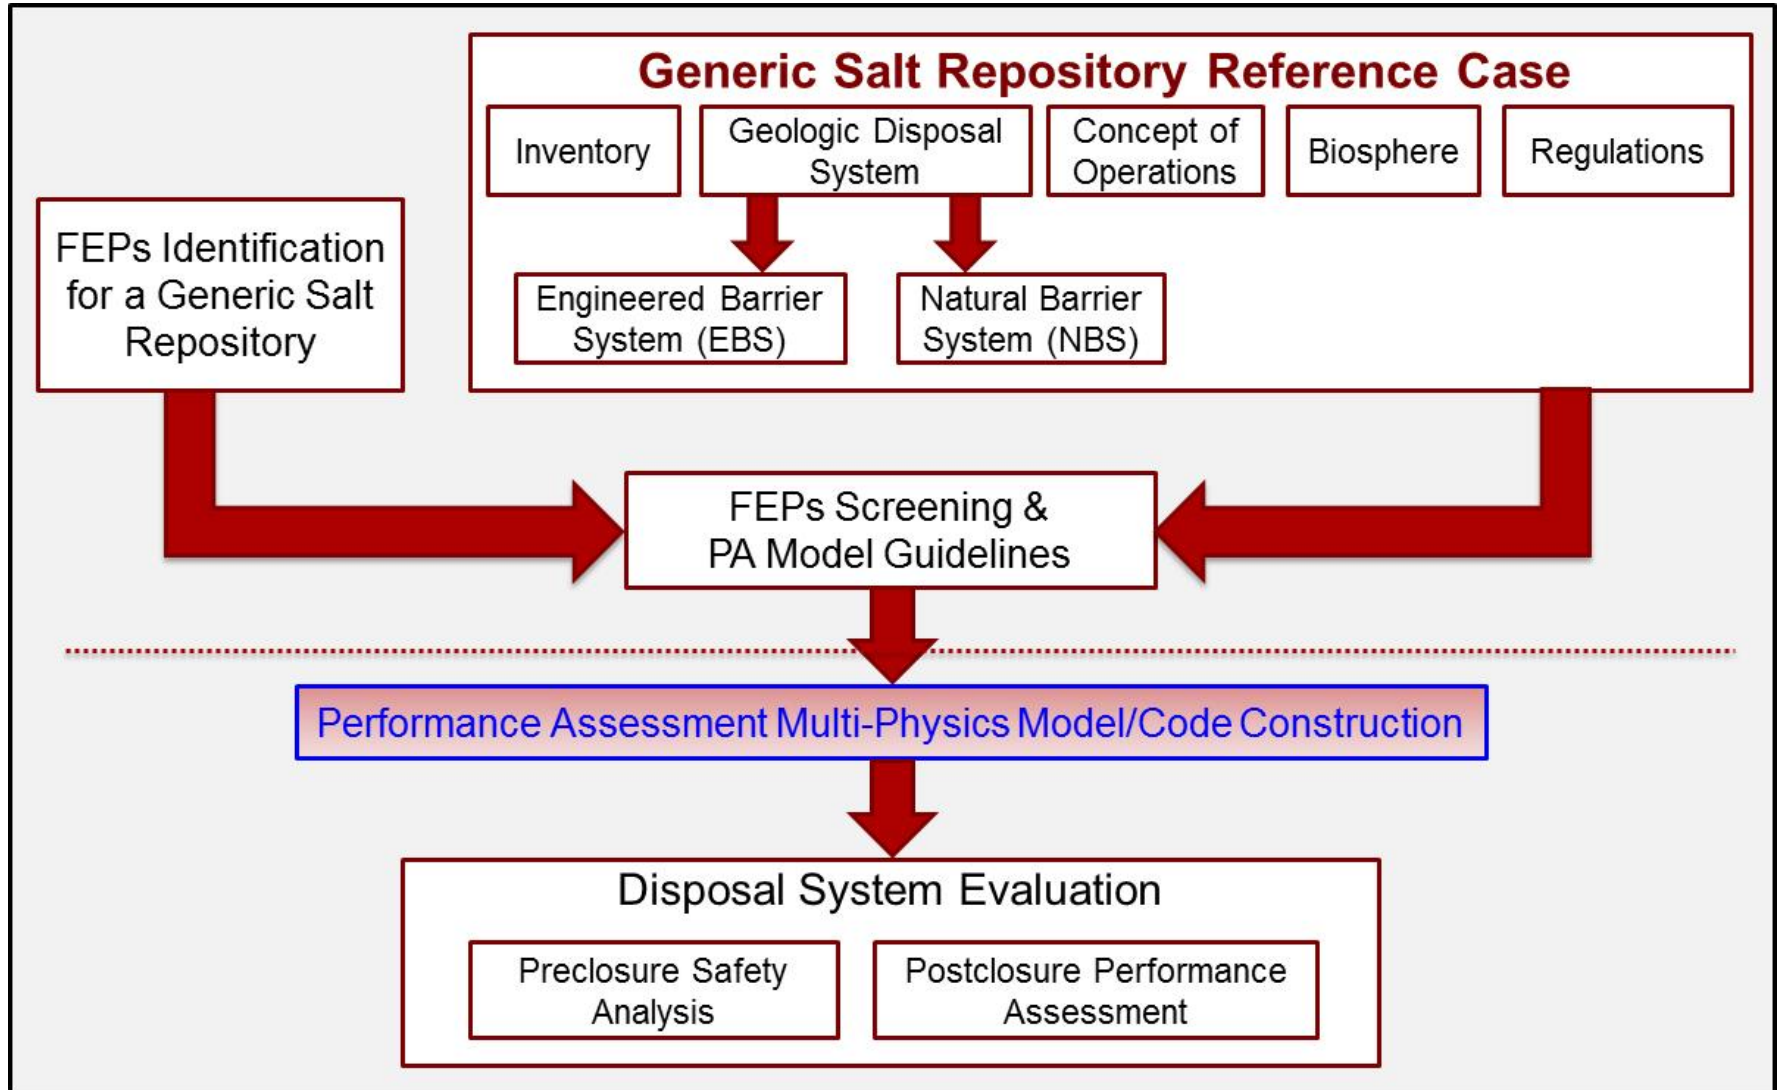 Generic Salt Repository Reference Case
Inventory
Geologic Disposal
System
Concept of
Operations
Biosphere
Regulations
Engineered Barrier
System (EBS)
Natural Barrier
System (NBS)
FEPs Identification
for a Generic Salt
Repository
FEPs Screening &
PA Model Guidelines
Performance Assessment Multi-Physics Model/Code Construction
Disposal System Evaluation
Preclosure Safety
Analysis
Postclosure Performance
Assessment